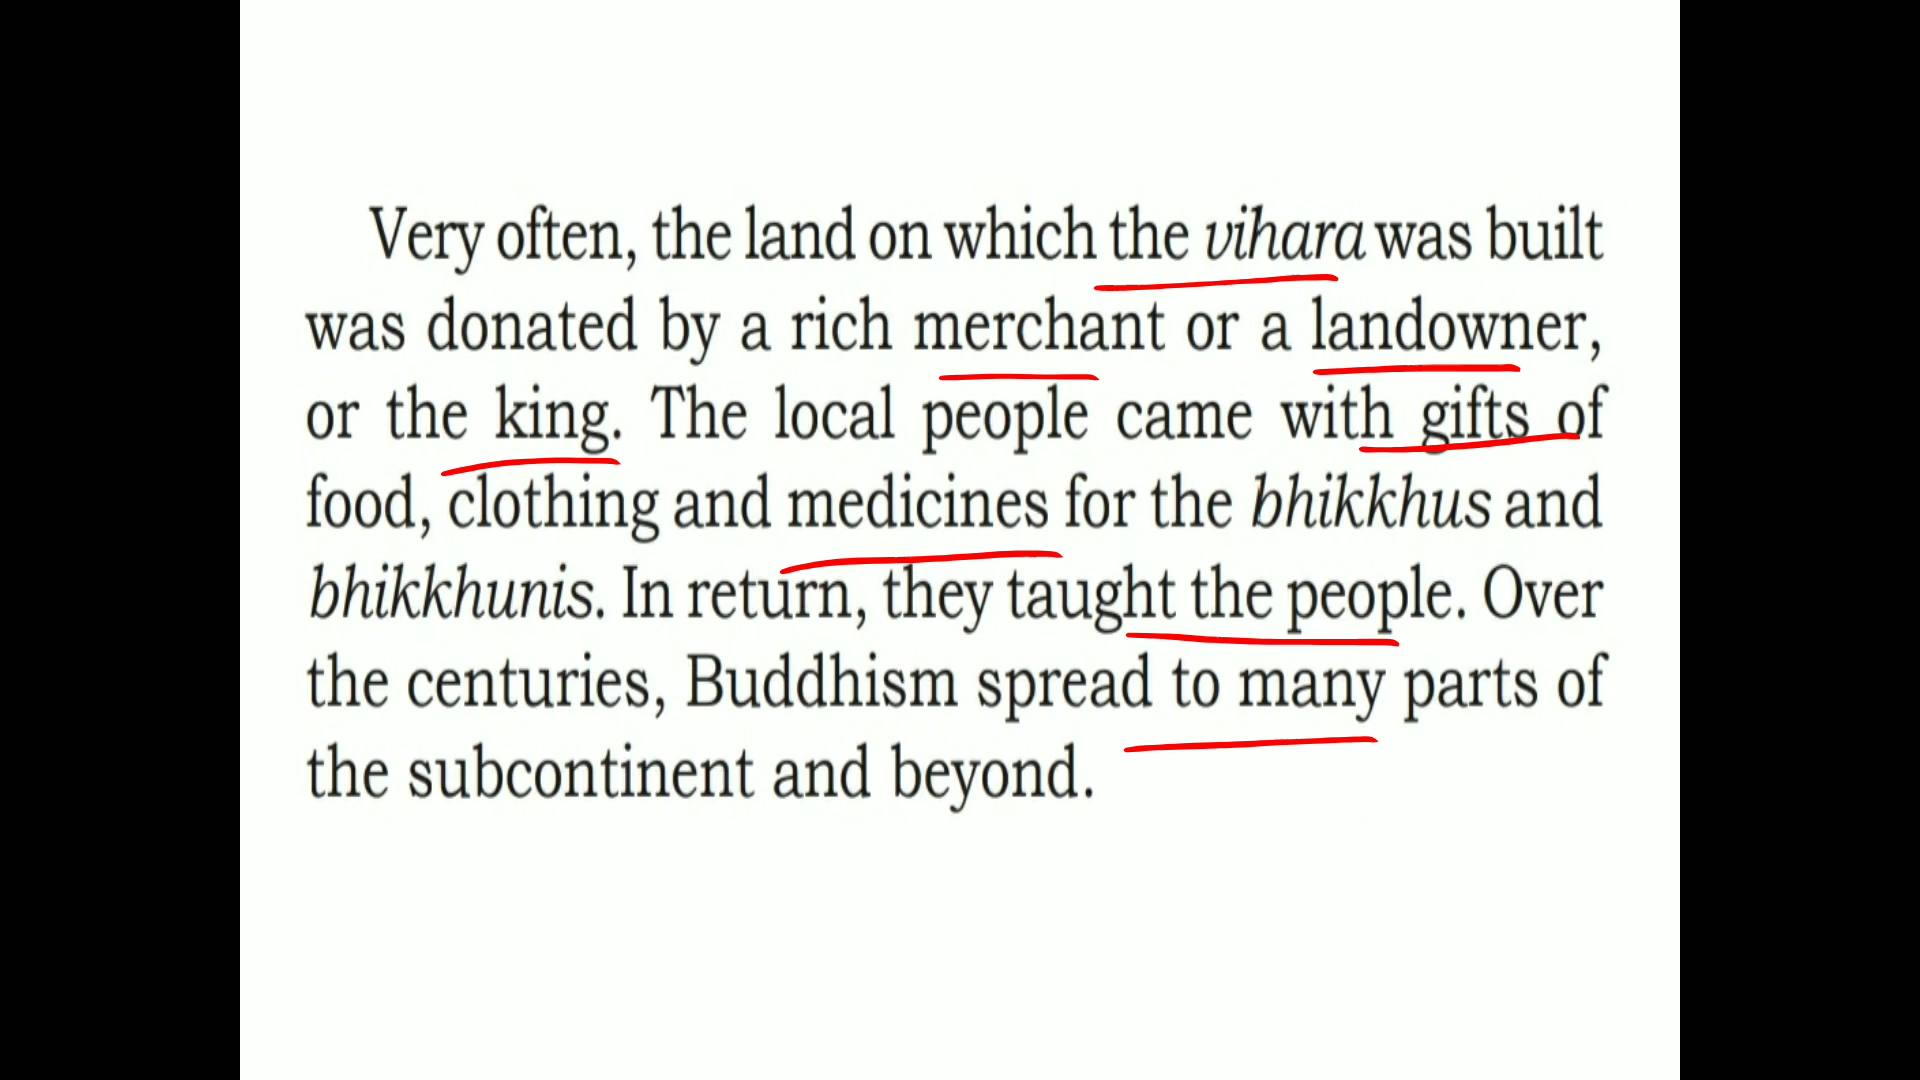 Very often, the land on which the vihara was built
was donated by a rich merchant or a landowner,
or the king. The local people came with gifts of
food, clothing and medicines for the bhikkhus and
bhikkhunis. In return, they taught the people. Over
the centuries, Buddhism spread to many parts of
the subcontinent and beyond.